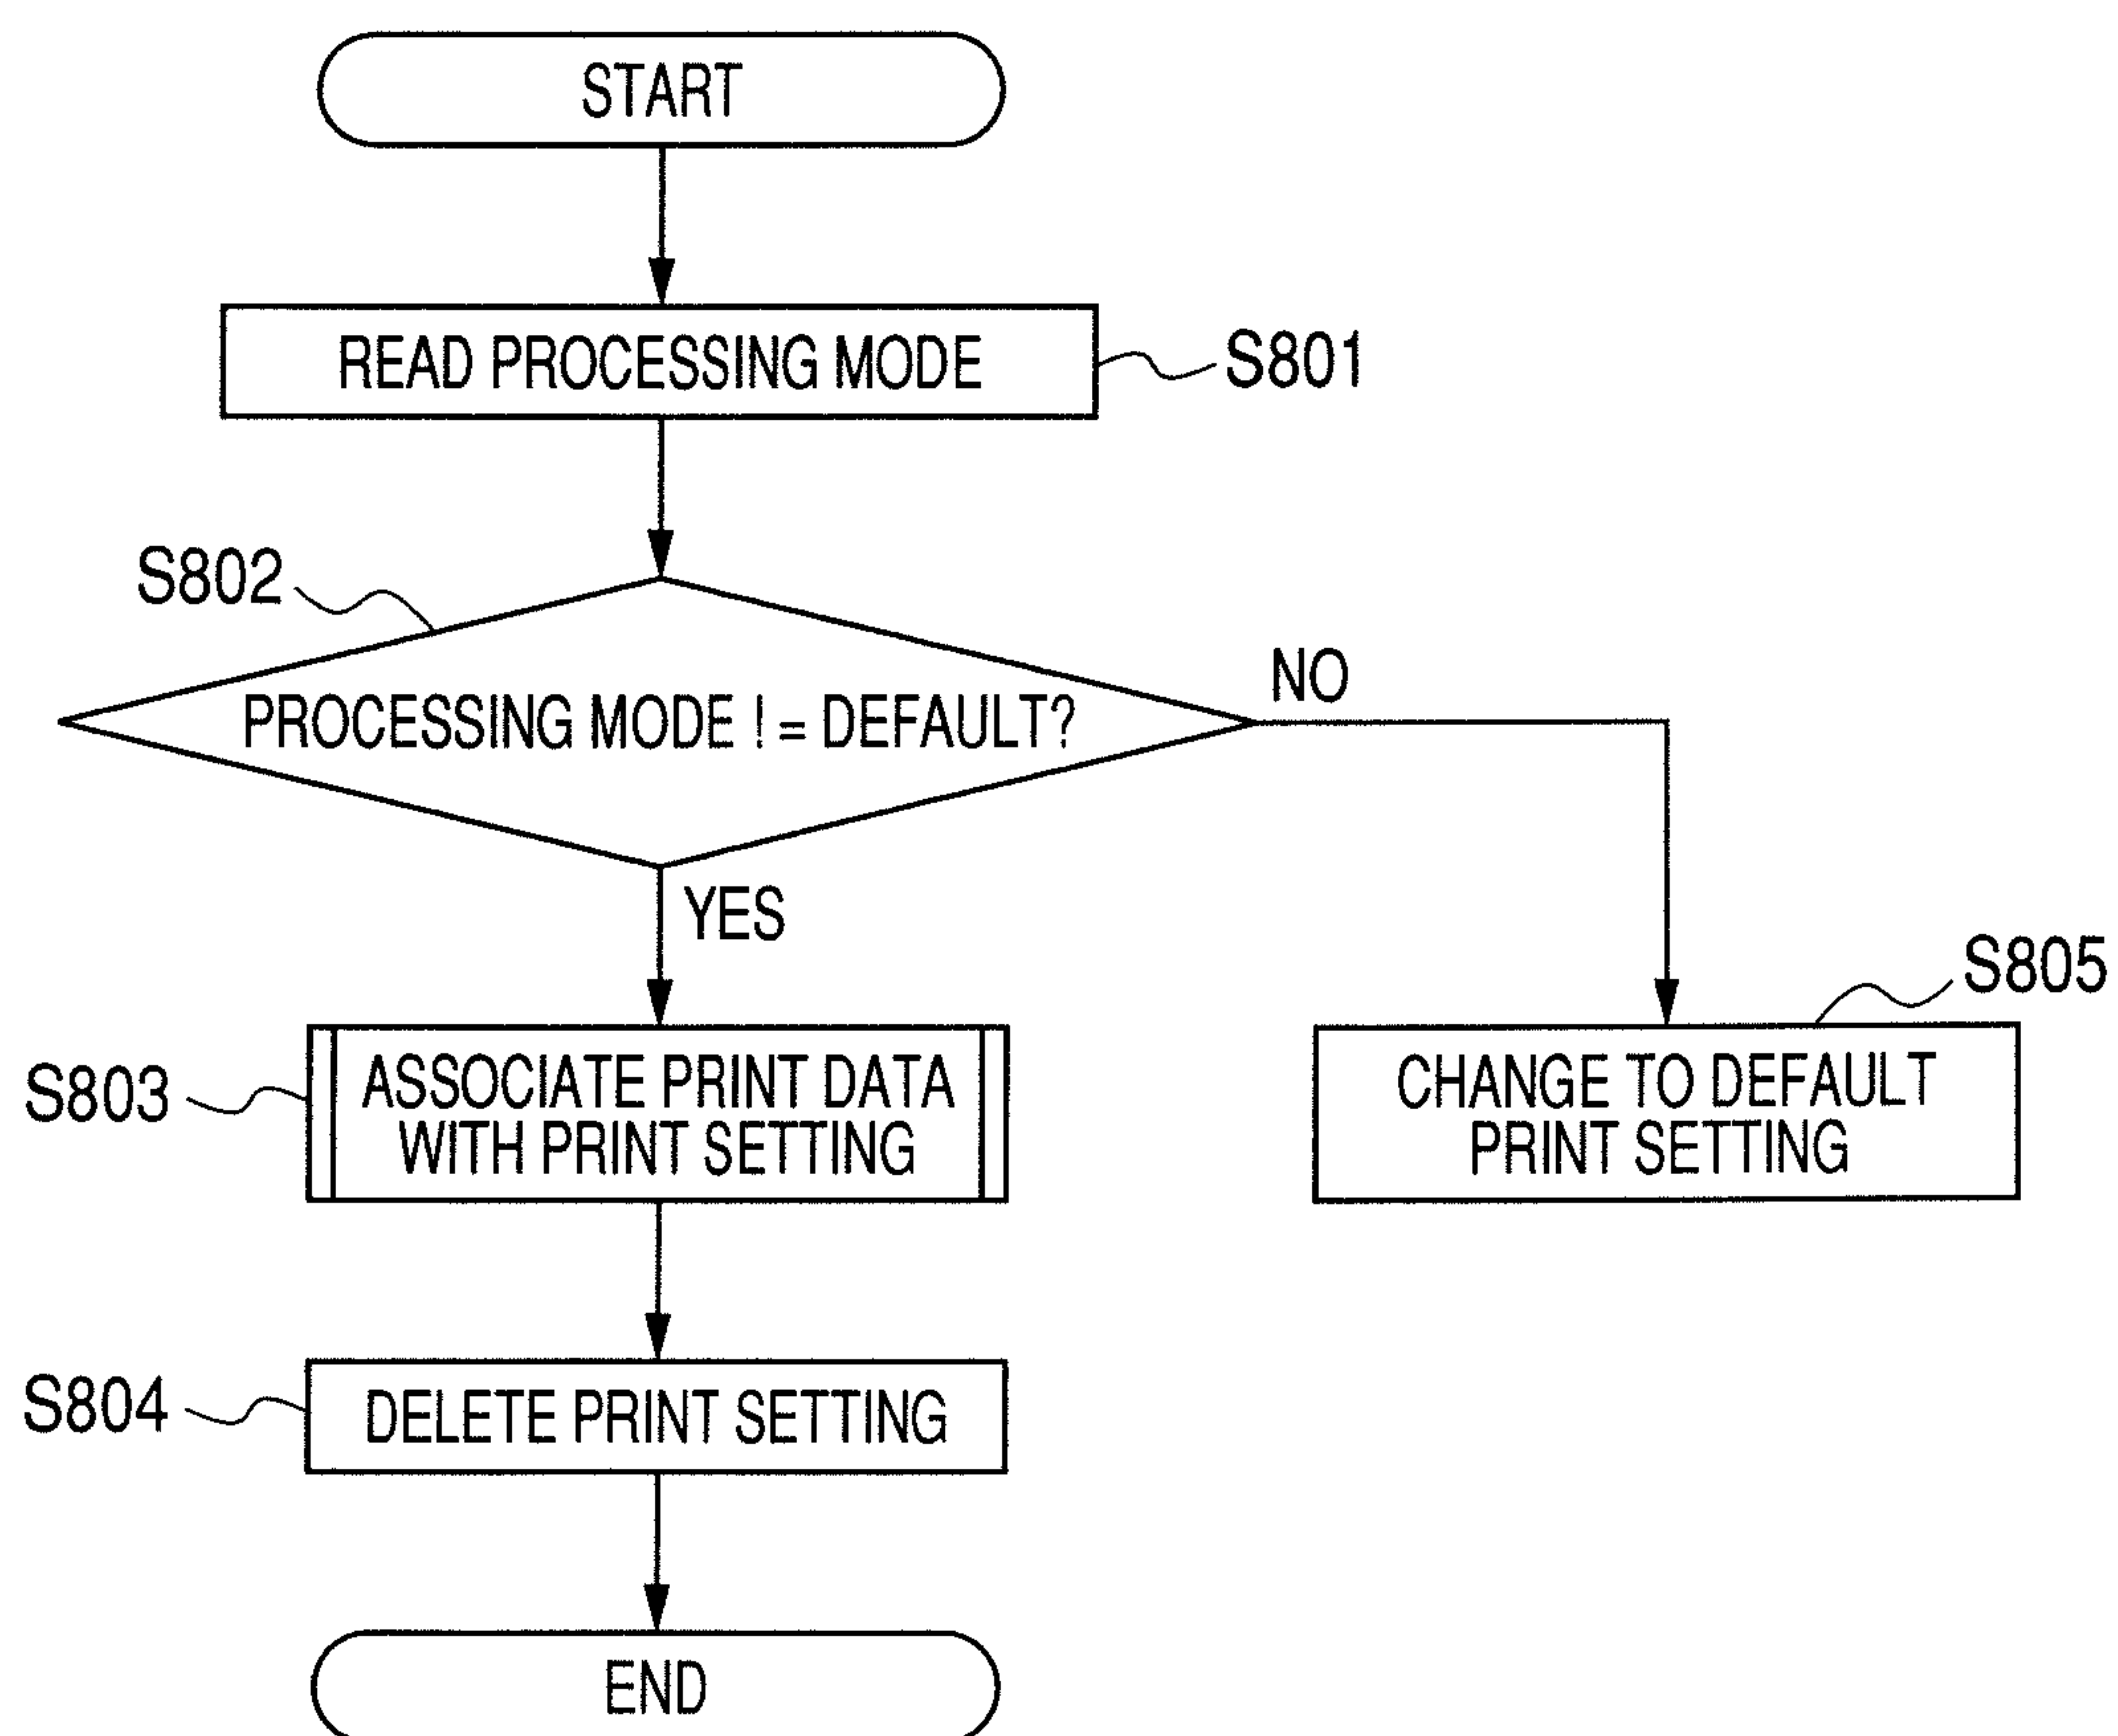 START
READ PROCESSING MODE
S801
S802
PROCESSING MODE ! = DEFAULT?
NO
YES
S803
ASSOCIATE PRINT DATA
WITH PRINT SETTING
S805
CHANGE TO DEFAULT
PRINT SETTING
S804
DELETE PRINT SETTING
END